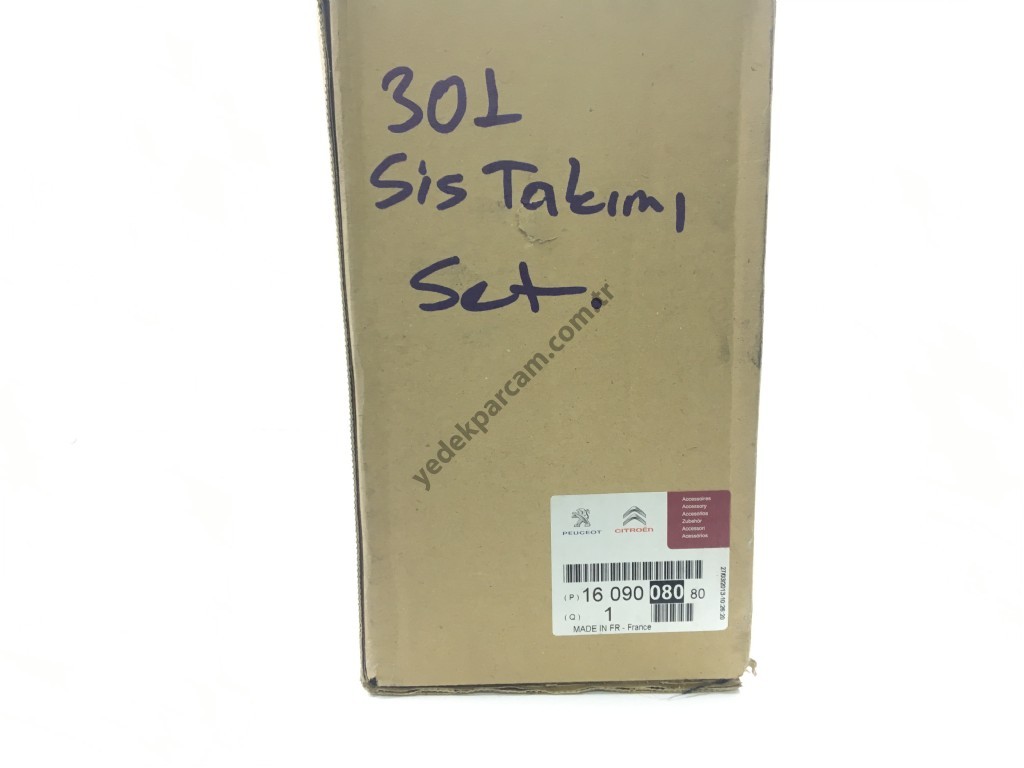 301
Sis Takımı
Set.
yedekparcam.com.tr
PEUGEOT
CITROËN
Accessoires
Accessory
Accesorios
Zubehör
Accessori
Acessórios
(P) 16 090 080 80
(Q) 1
MADE IN FR - France